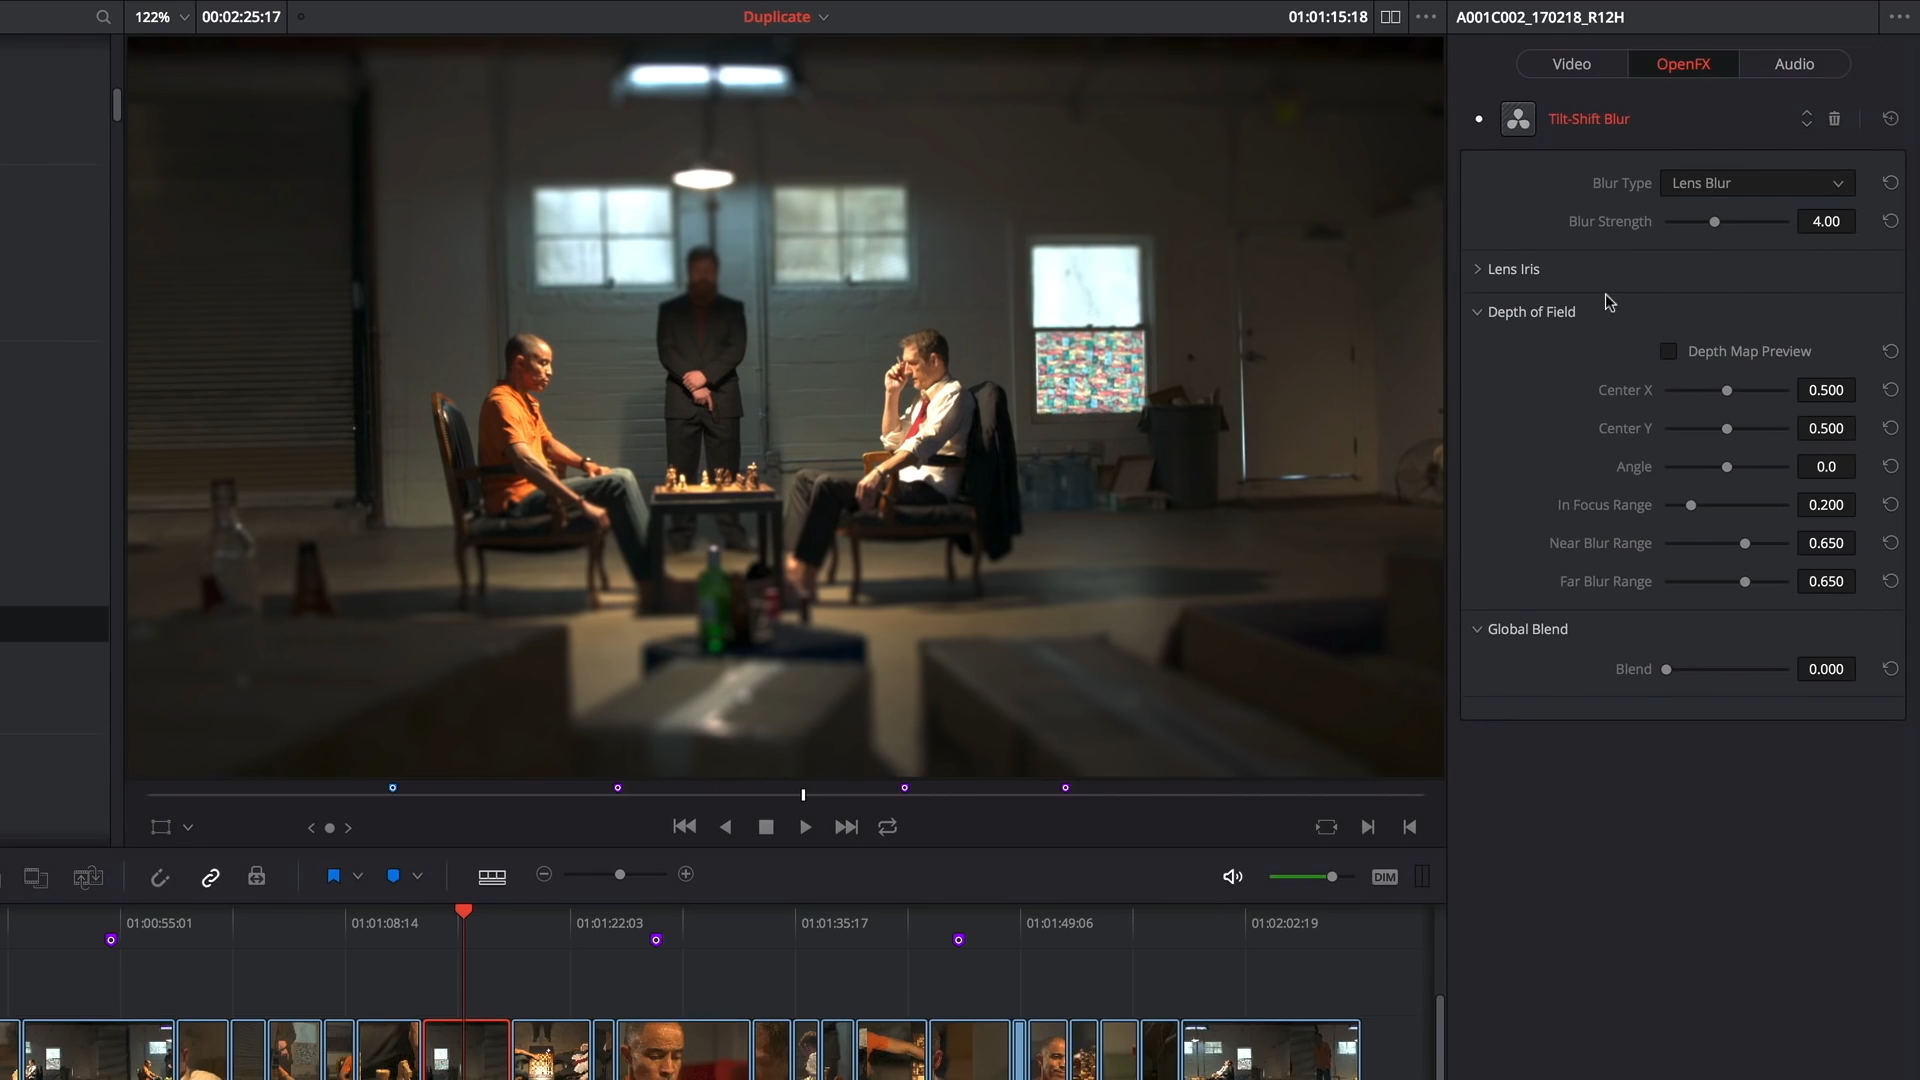 122%
00:02:25:17
Duplicate
01:01:15:18
A001C002_170218_R12H
Video
OpenFX
Audio
Tilt-Shift Blur
Blur Type Lens Blur
Blur Strength 4.00
Lens Iris
Depth of Field
Depth Map Preview
Center X 0.500
Center Y 0.500
Angle 0.0
In Focus Range 0.200
Near Blur Range 0.650
Far Blur Range 0.650
Global Blend
Blend 0.000
DIM
01:00:55:01
01:01:08:14
01:01:22:03
01:01:35:17
01:01:49:06
01:02:02:19